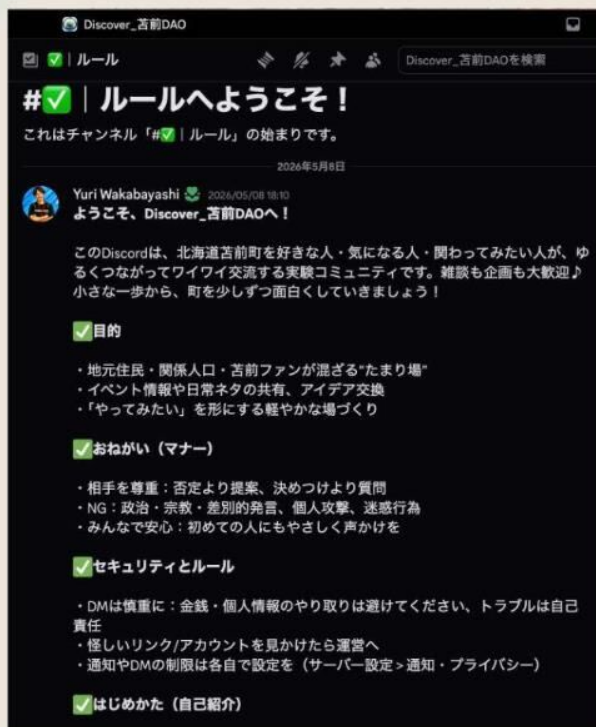 Discover_苫前DAO
✅｜ルール
Discover_苫前DAOを検索
#✅｜ルールへようこそ！
これはチャンネル「#✅｜ルール」の始まりです。
2026年5月8日
Yuri Wakabayashi 2026/05/08 18:10
ようこそ、Discover_苫前DAOへ！
このDiscordは、北海道苫前町を好きな人・気になる人・関わってみたい人が、ゆ
るくつながってワイワイ交流する実験コミュニティです。雑談も企画も大歓迎♪
小さな一歩から、町を少しずつ面白くしていきましょう！
✅目的
・地元住民・関係人口・苫前ファンが混ざる"たまり場"
・イベント情報や日常ネタの共有、アイデア交換
・「やってみたい」を形にする軽やかな場づくり
✅おねがい（マナー）
・相手を尊重：否定より提案、決めつけより質問
・NG：政治・宗教・差別的発言、個人攻撃、迷惑行為
・みんなで安心：初めての人にもやさしく声かけを
✅セキュリティとルール
・DMは慎重に：金銭・個人情報のやり取りは避けてください、トラブルは自己
責任
・怪しいリンク/アカウントを見かけたら運営へ
・通知やDMの制限は各自で設定を（サーバー設定＞通知・プライバシー）
✅はじめかた（自己紹介）